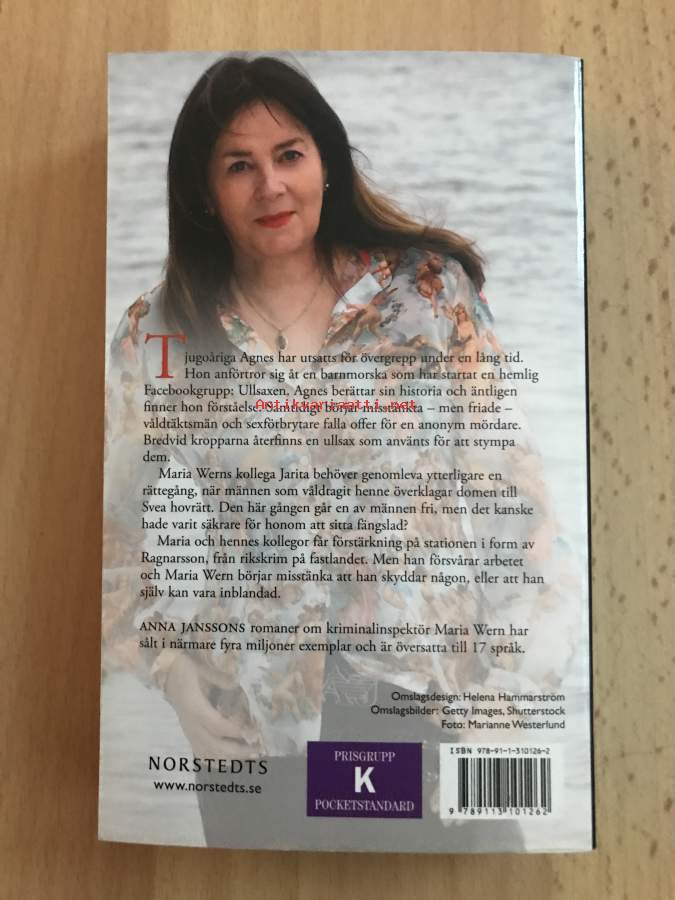 Tjugoåriga Agnes har utsatts för övergrepp under en lång tid.
Hon anförtror sig åt en barnmorska som har startat en hemlig
Facebookgrupp: Ullsaxen. Agnes berättar sin historia och äntligen
finner hon förståelse. Samtidigt börjar misstänkta – men friade –
Antikvariaatti.net
våldtäktsmän och sexförbrytare falla offer för en anonym mördare.
Bredvid kropparna återfinns en ullsax som använts för att stympa
dem.
Maria Werns kollega Jarita behöver genomleva ytterligare en
rättegång, när männen som våldtagit henne överklagar domen till
Svea hovrätt. Den här gången går en av männen fri, men det kanske
hade varit säkrare för honom att sitta fängslad?
Maria och hennes kollegor får förstärkning på stationen i form av
Ragnarsson, från rikskrim på fastlandet. Men han försvårar arbetet
och Maria Wern börjar misstänka att han skyddar någon, eller att han
själv kan vara inblandad.
ANNA JANSSONS romaner om kriminalinspektör Maria Wern har
sålt i närmare fyra miljoner exemplar och är översatta till 17 språk.
Omslagsdesign: Helena Hammarström
Omslagsbilder: Getty Images, Shutterstock
Foto: Marianne Westerlund
NORSTEDTS
www.norstedts.se
PRISGRUPP
K
POCKETSTANDARD
ISBN 978-91-1-310126-2
9 789113 101262